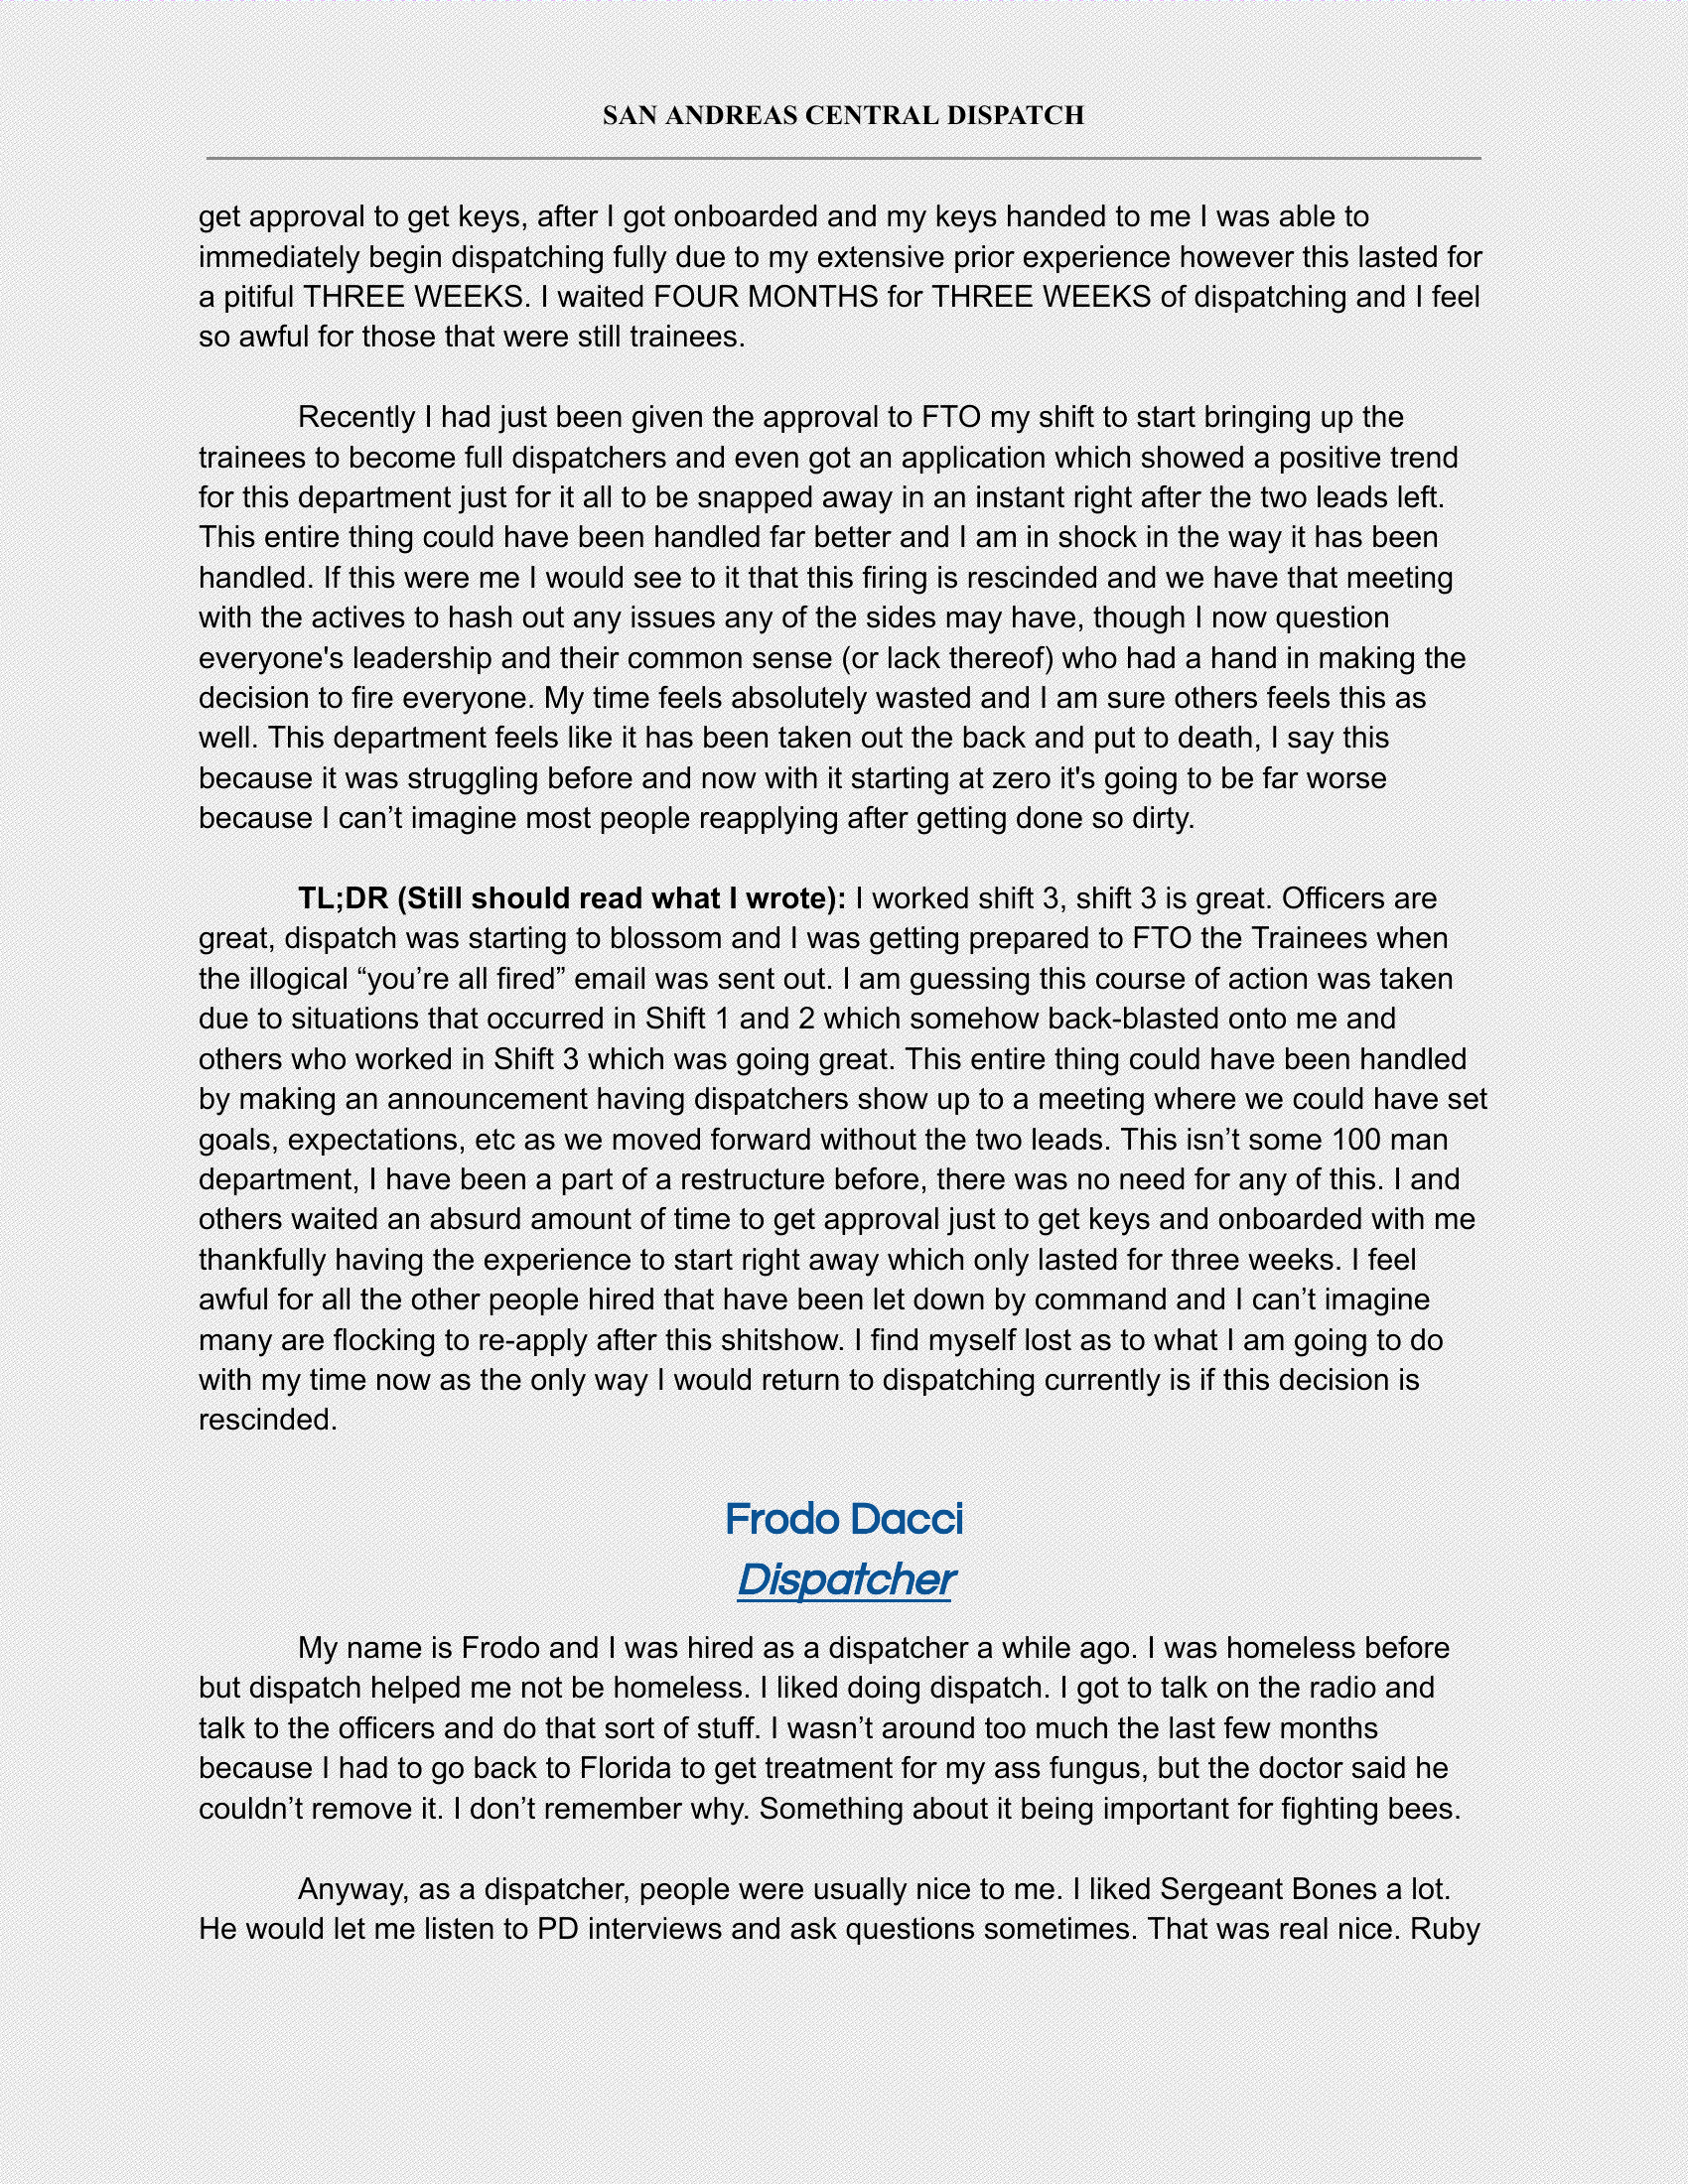 SAN ANDREAS CENTRAL DISPATCH
get approval to get keys, after I got onboarded and my keys handed to me I was able to
immediately begin dispatching fully due to my extensive prior experience however this lasted for
a pitiful THREE WEEKS. I waited FOUR MONTHS for THREE WEEKS of dispatching and I feel
so awful for those that were still trainees.
Recently I had just been given the approval to FTO my shift to start bringing up the
trainees to become full dispatchers and even got an application which showed a positive trend
for this department just for it all to be snapped away in an instant right after the two leads left.
This entire thing could have been handled far better and I am in shock in the way it has been
handled. If this were me I would see to it that this firing is rescinded and we have that meeting
with the actives to hash out any issues any of the sides may have, though I now question
everyone's leadership and their common sense (or lack thereof) who had a hand in making the
decision to fire everyone. My time feels absolutely wasted and I am sure others feels this as
well. This department feels like it has been taken out the back and put to death, I say this
because it was struggling before and now with it starting at zero it's going to be far worse
because I can’t imagine most people reapplying after getting done so dirty.
TL;DR (Still should read what I wrote): I worked shift 3, shift 3 is great. Officers are
great, dispatch was starting to blossom and I was getting prepared to FTO the Trainees when
the illogical “you’re all fired” email was sent out. I am guessing this course of action was taken
due to situations that occurred in Shift 1 and 2 which somehow back-blasted onto me and
others who worked in Shift 3 which was going great. This entire thing could have been handled
by making an announcement having dispatchers show up to a meeting where we could have set
goals, expectations, etc as we moved forward without the two leads. This isn’t some 100 man
department, I have been a part of a restructure before, there was no need for any of this. I and
others waited an absurd amount of time to get approval just to get keys and onboarded with me
thankfully having the experience to start right away which only lasted for three weeks. I feel
awful for all the other people hired that have been let down by command and I can’t imagine
many are flocking to re-apply after this shitshow. I find myself lost as to what I am going to do
with my time now as the only way I would return to dispatching currently is if this decision is
rescinded.
Frodo Dacci
Dispatcher
My name is Frodo and I was hired as a dispatcher a while ago. I was homeless before
but dispatch helped me not be homeless. I liked doing dispatch. I got to talk on the radio and
talk to the officers and do that sort of stuff. I wasn’t around too much the last few months
because I had to go back to Florida to get treatment for my ass fungus, but the doctor said he
couldn’t remove it. I don’t remember why. Something about it being important for fighting bees.
Anyway, as a dispatcher, people were usually nice to me. I liked Sergeant Bones a lot.
He would let me listen to PD interviews and ask questions sometimes. That was real nice. Ruby